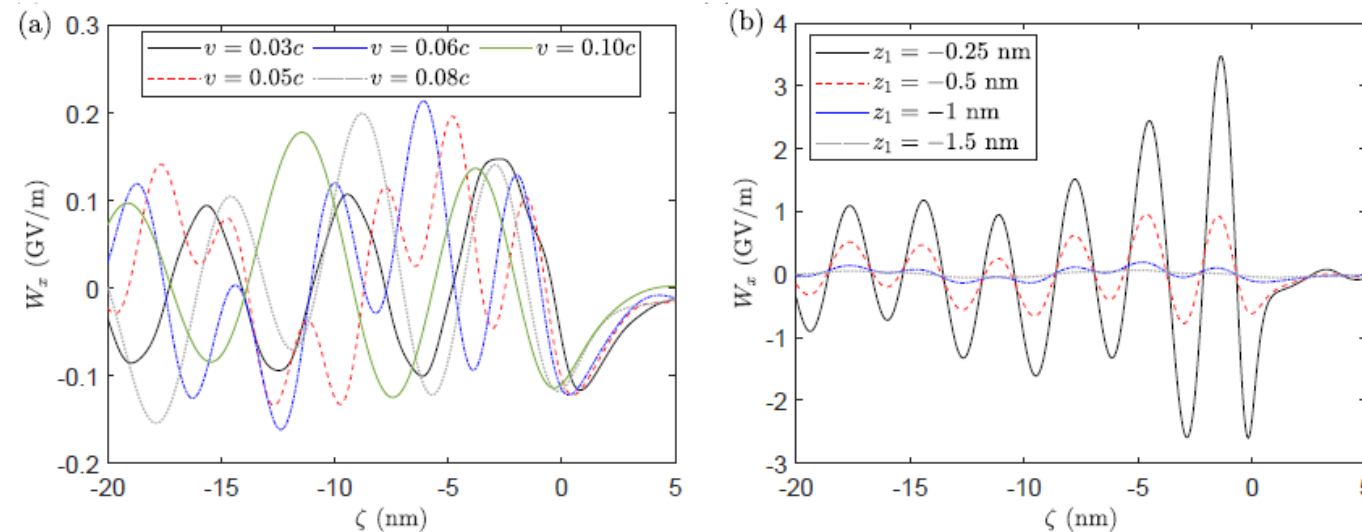 (a)
0.3
0.2
0.1
0
-0.1
-0.2
W_x (GV/m)
v = 0.03c v = 0.06c v = 0.10c
v = 0.05c v = 0.08c
-20 -15 -10 -5 0 5
ζ (nm)
(b)
4
3
2
1
0
-1
-2
-3
W_x (GV/m)
z_1 = −0.25 nm
z_1 = −0.5 nm
z_1 = −1 nm
z_1 = −1.5 nm
-20 -15 -10 -5 0 5
ζ (nm)